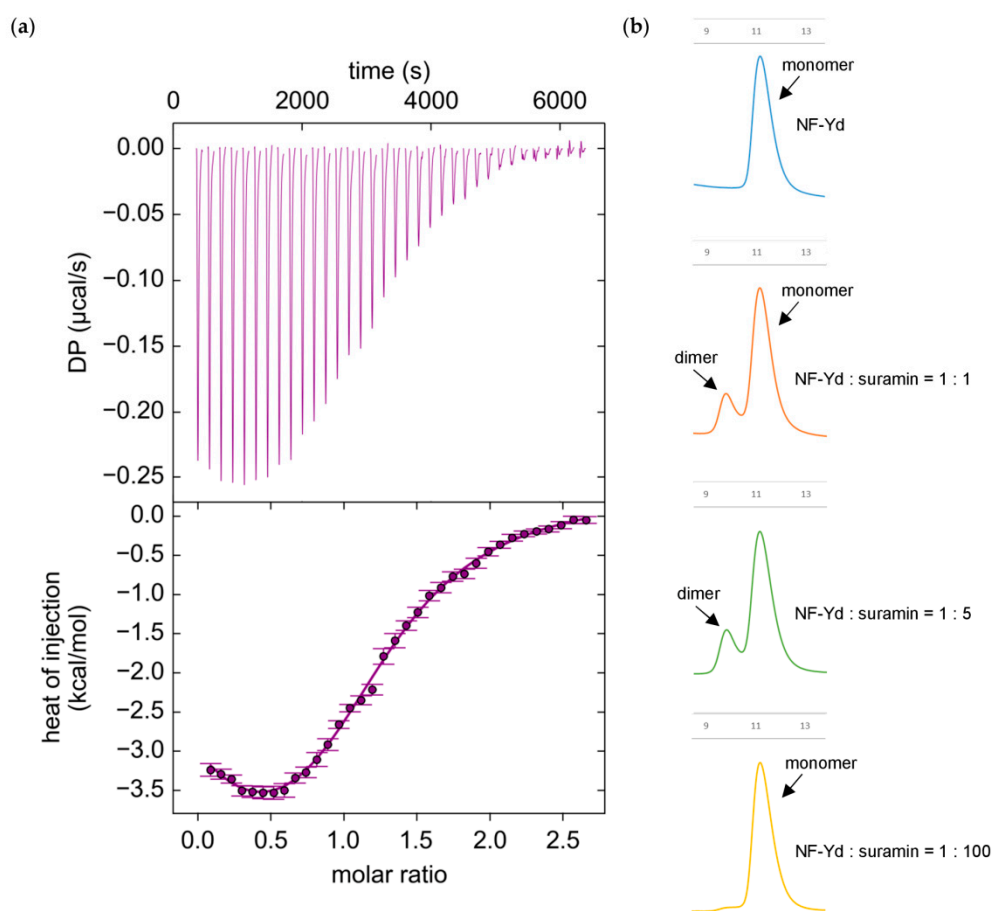 (a)
time (s)
0 2000 4000 6000
0.00
−0.05
−0.10
−0.15
−0.20
−0.25
DP (µcal/s)
0.0
−0.5
−1.0
−1.5
−2.0
−2.5
−3.0
−3.5
heat of injection
(kcal/mol)
0.0 0.5 1.0 1.5 2.0 2.5
molar ratio
(b)
9 11 13
monomer
NF-Yd
9 11 13
monomer
dimer
NF-Yd : suramin = 1 : 1
9 11 13
dimer
NF-Yd : suramin = 1 : 5
9 11 13
monomer
NF-Yd : suramin = 1 : 100